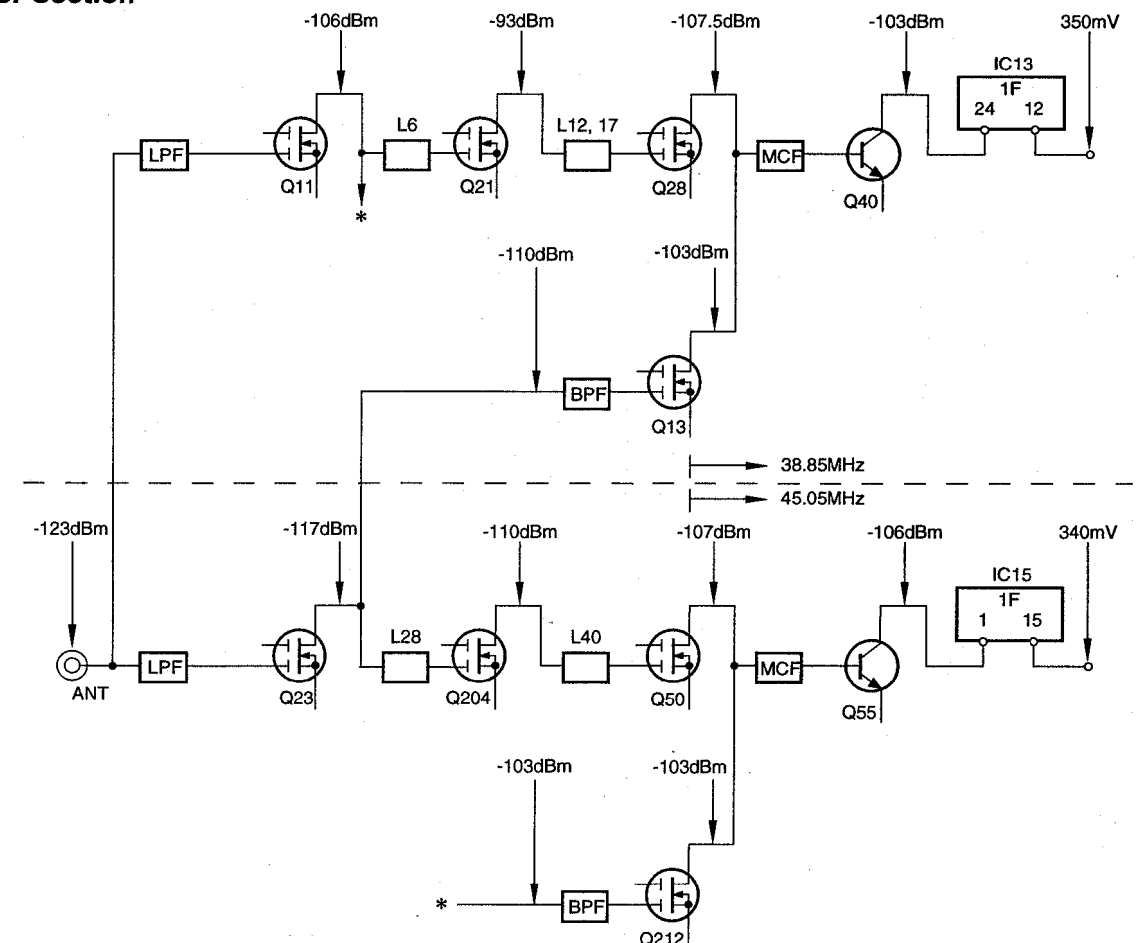 -106dBm -93dBm -107.5dBm -103dBm 350mV
IC13
1F
24 12
LPF L6 L12, 17 MCF
Q11 Q21 Q28 Q40
*
-110dBm -103dBm
BPF
Q13
38.85MHz
45.05MHz
-123dBm -117dBm -110dBm -107dBm -106dBm 340mV
IC15
1F
1 15
L28 L40
LPF MCF
ANT Q23 Q204 Q50 Q55
-103dBm -103dBm
* BPF
Q212